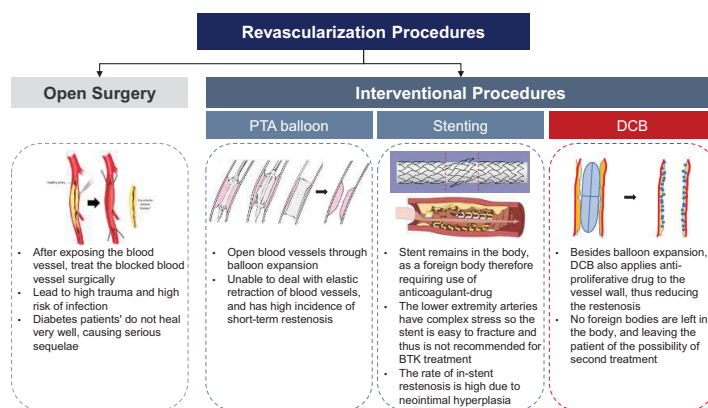 Revascularization Procedures
Open Surgery
Interventional Procedures
PTA balloon
Stenting
DCB
• After exposing the blood
vessel, treat the blocked blood
vessel surgically
• Lead to high trauma and high
risk of infection
• Diabetes patients' do not heal
very well, causing serious
sequelae
• Open blood vessels through
balloon expansion
• Unable to deal with elastic
retraction of blood vessels,
and has high incidence of
short-term restenosis
• Stent remains in the body,
as a foreign body therefore
requiring use of
anticoagulant-drug
• The lower extremity arteries
have complex stress so the
stent is easy to fracture and
thus is not recommended for
BTK treatment
• The rate of in-stent
restenosis is high due to
neointimal hyperplasia
• Besides balloon expansion,
DCB also applies anti-
proliferative drug to the
vessel wall, thus reducing
the restenosis
• No foreign bodies are left in
the body, and leaving the
patient of the possibility of
second treatment